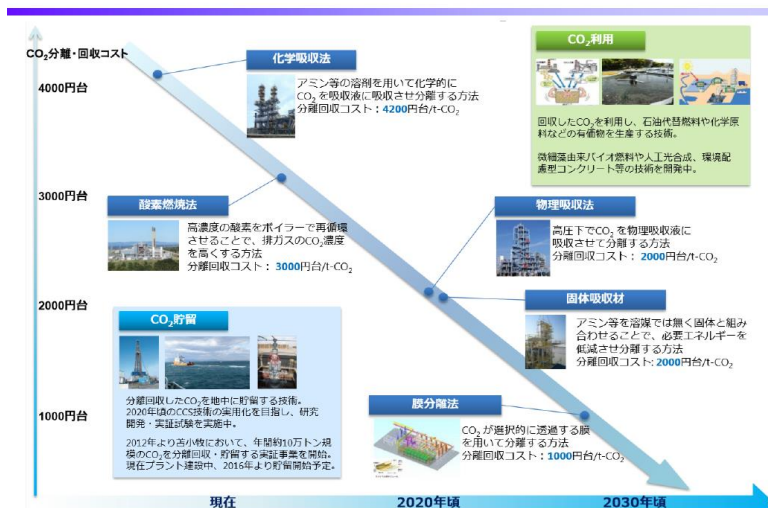 CO₂分離・回収コスト
4000円台
3000円台
2000円台
1000円台
化学吸収法
アミン等の溶剤を用いて化学的に
CO₂を吸収液に吸収させ分離する方法
分離回収コスト：4200円台/t-CO₂
CO₂利用
回収したCO₂を利用し、石油代替燃料や化学原
料などの有価物を生産する技術。
微細藻由来バイオ燃料や人工光合成、環境配
慮型コンクリート等の技術を開発中。
酸素燃焼法
高濃度の酸素をボイラーで再循環
させることで、排ガスのCO₂濃度
を高くする方法
分離回収コスト： 3000円台/t-CO₂
物理吸収法
高圧下でCO₂を物理吸収液に
吸収させて分離する方法
分離回収コスト： 2000円台/t-CO₂
固体吸収材
アミン等を溶媒では無く固体と組み
合わせることで、必要エネルギーを
低減させ分離する方法
分離回収コスト: 2000円台/t-CO₂
CO₂貯留
分離回収したCO₂を地中に貯留する技術。
2020年頃のCCS技術の実用化を目指し、研究
開発・実証試験を実施中。
2012年より苫小牧において、年間約10万トン規
模のCO₂を分離回収・貯留する実証事業を開始。
現在プラント建設中、2016年より貯留開始予定。
膜分離法
CO₂が選択的に透過する膜
を用いて分離する方法
分離回収コスト：1000円台/t-CO₂
現在
2020年頃
2030年頃